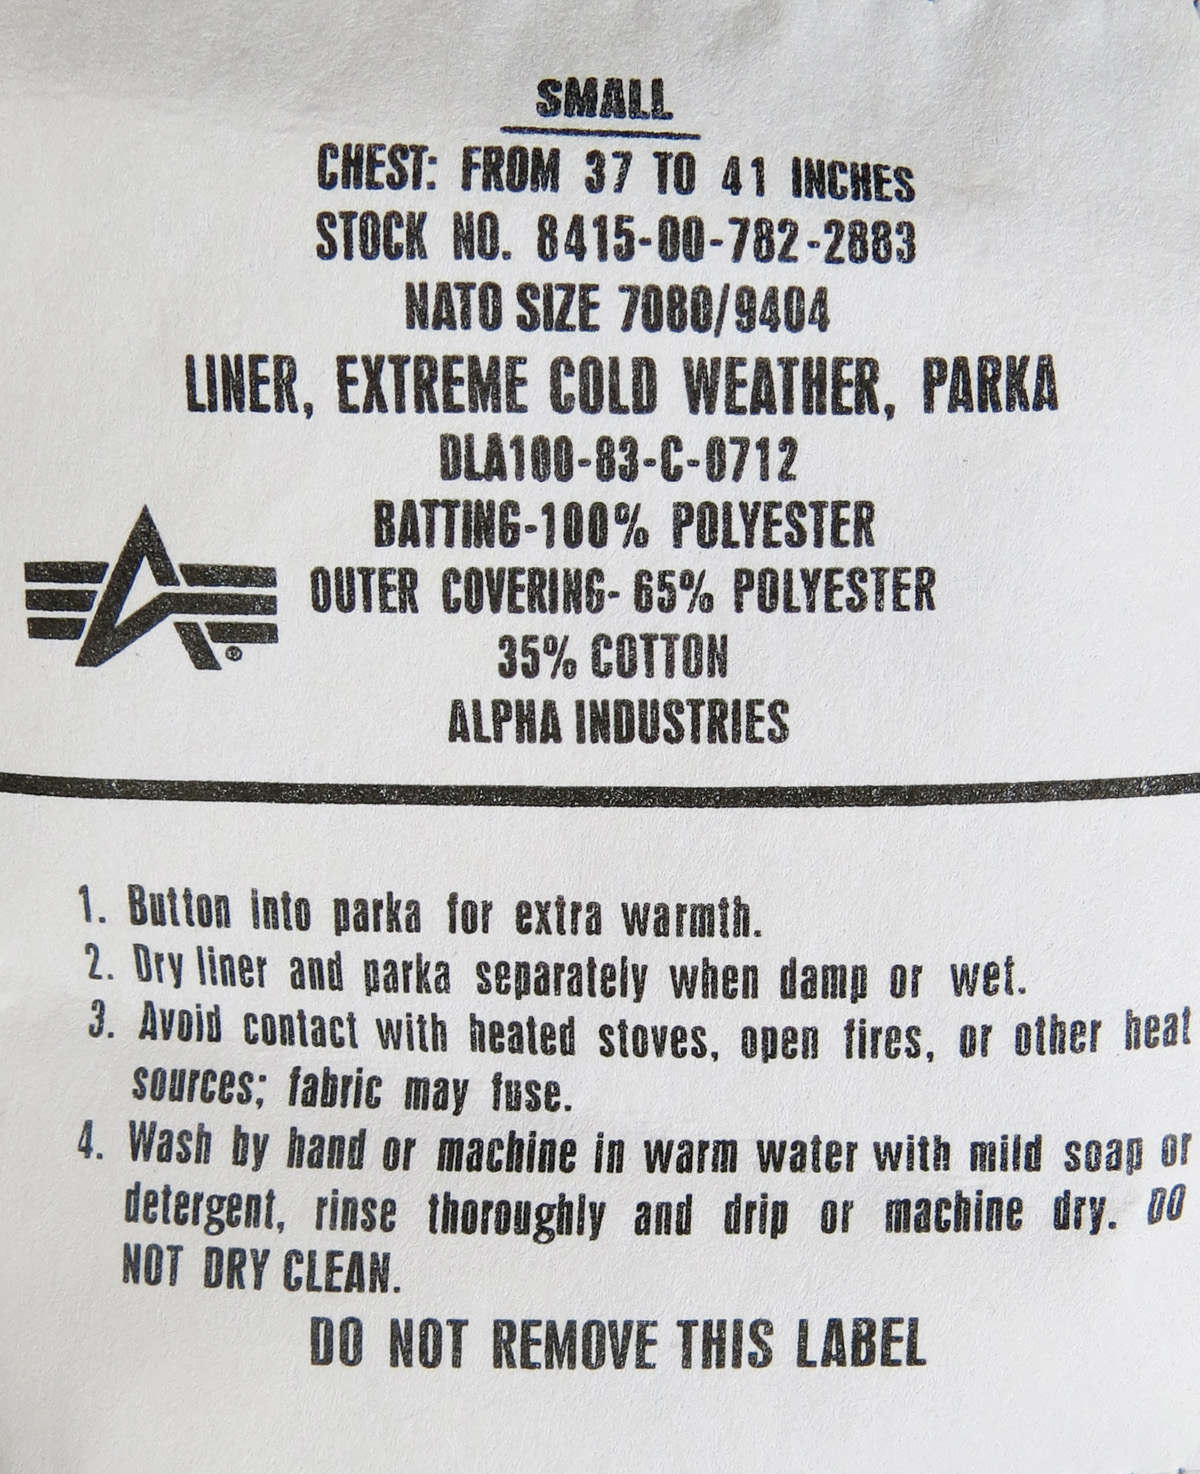 SMALL
CHEST: FROM 37 TO 41 INCHES
STOCK NO. 8415-00-782-2883
NATO SIZE 7080/9404
LINER, EXTREME COLD WEATHER, PARKA
DLA100-83-C-0712
BATTING-100% POLYESTER
OUTER COVERING- 65% POLYESTER
35% COTTON
ALPHA INDUSTRIES
®
1. Button into parka for extra warmth.
2. Dry liner and parka separately when damp or wet.
3. Avoid contact with heated stoves, open fires, or other heat
sources; fabric may fuse.
4. Wash by hand or machine in warm water with mild soap or
detergent, rinse thoroughly and drip or machine dry. DO
NOT DRY CLEAN.
DO NOT REMOVE THIS LABEL